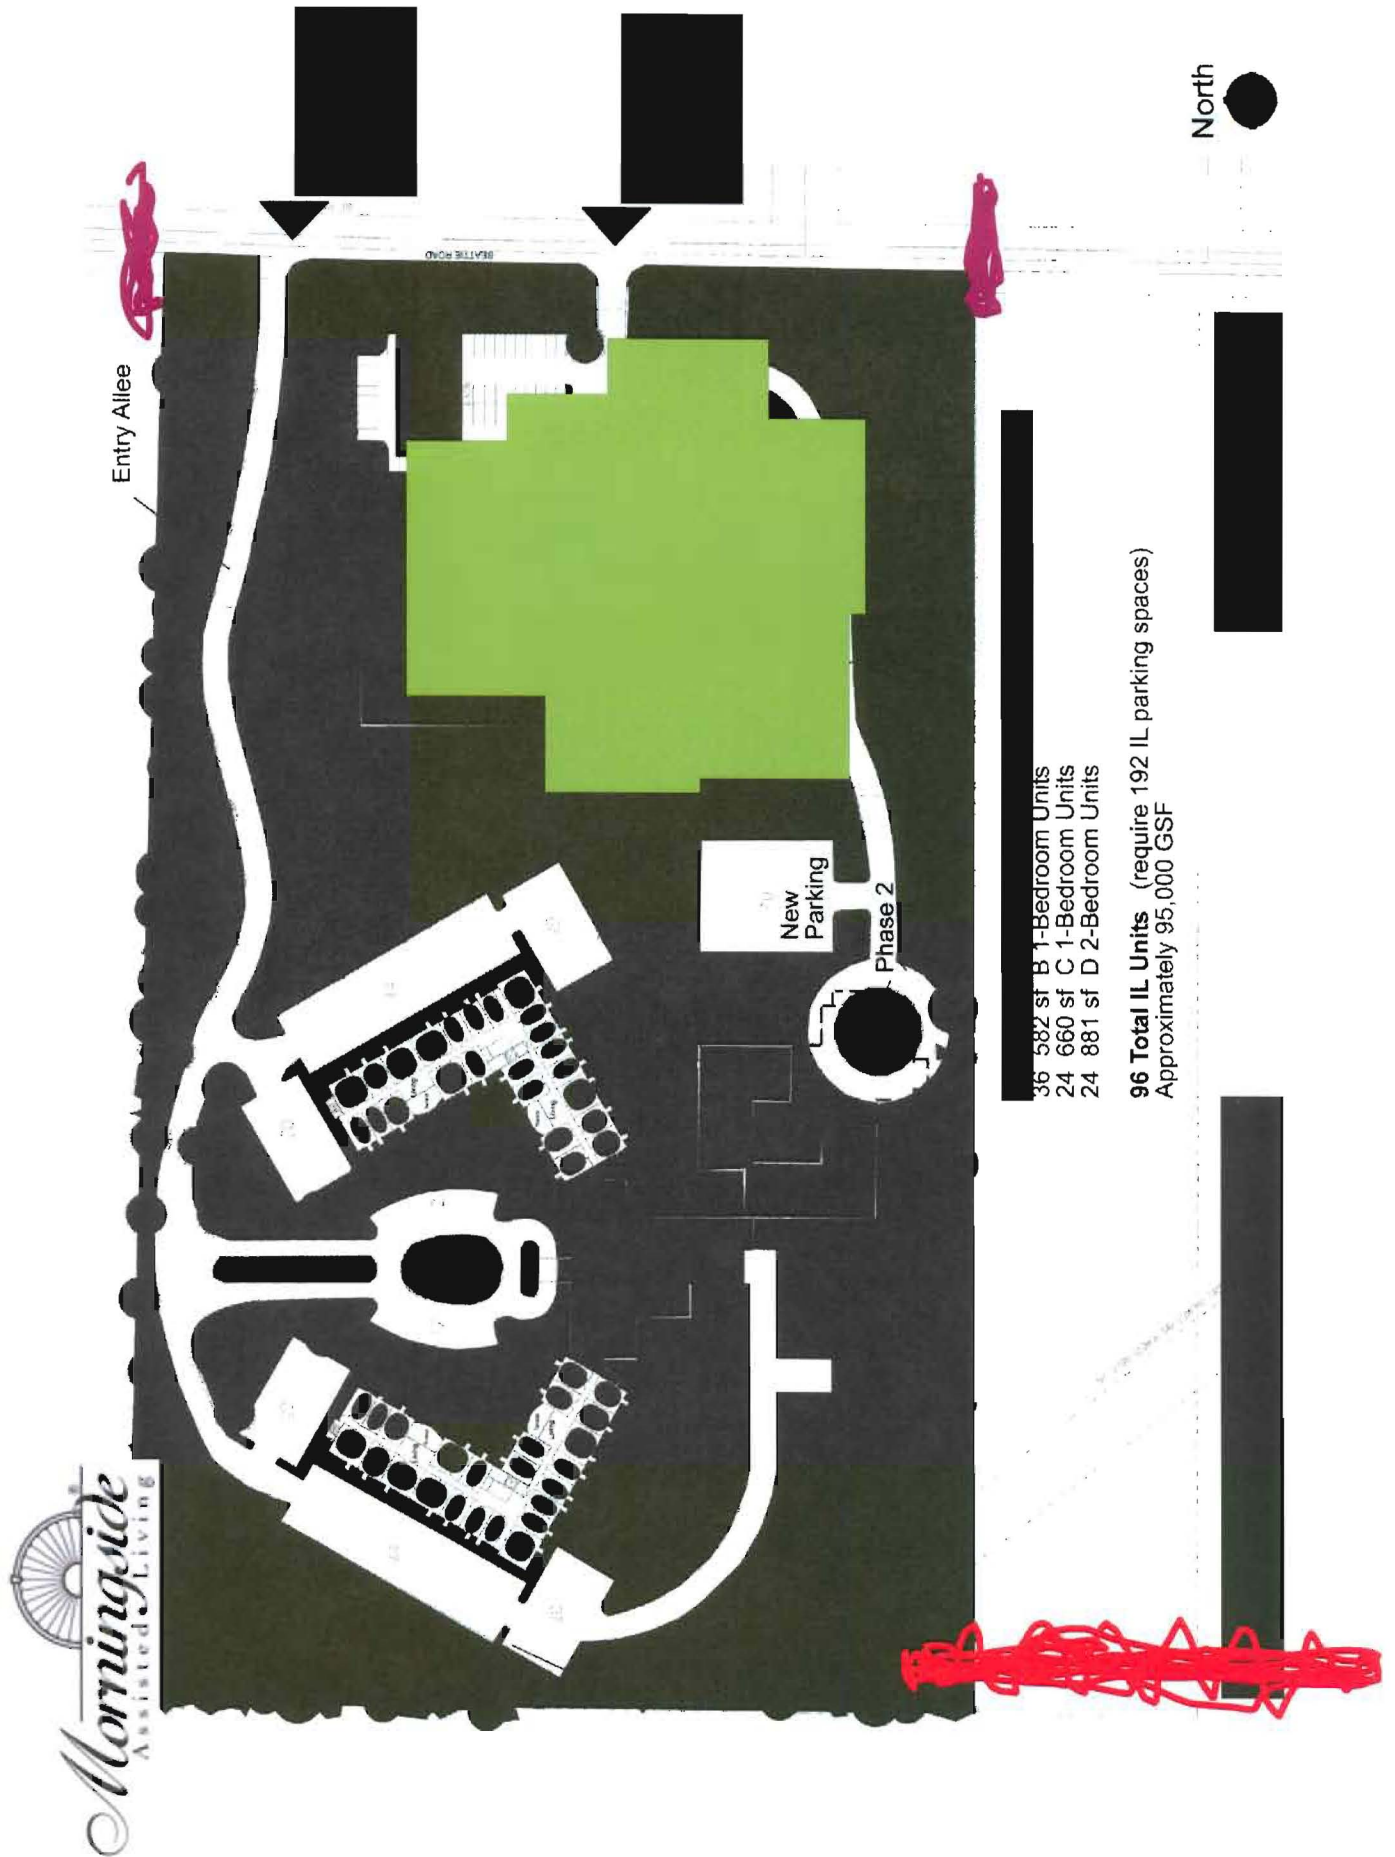 Morningside
Assisted Living
Entry Allee
BEATTIE ROAD
North
New
Parking
Phase 2
36 582 sf B 1-Bedroom Units
24 660 sf C 1-Bedroom Units
24 881 sf D 2-Bedroom Units
96 Total IL Units (require 192 IL parking spaces)
Approximately 95,000 GSF